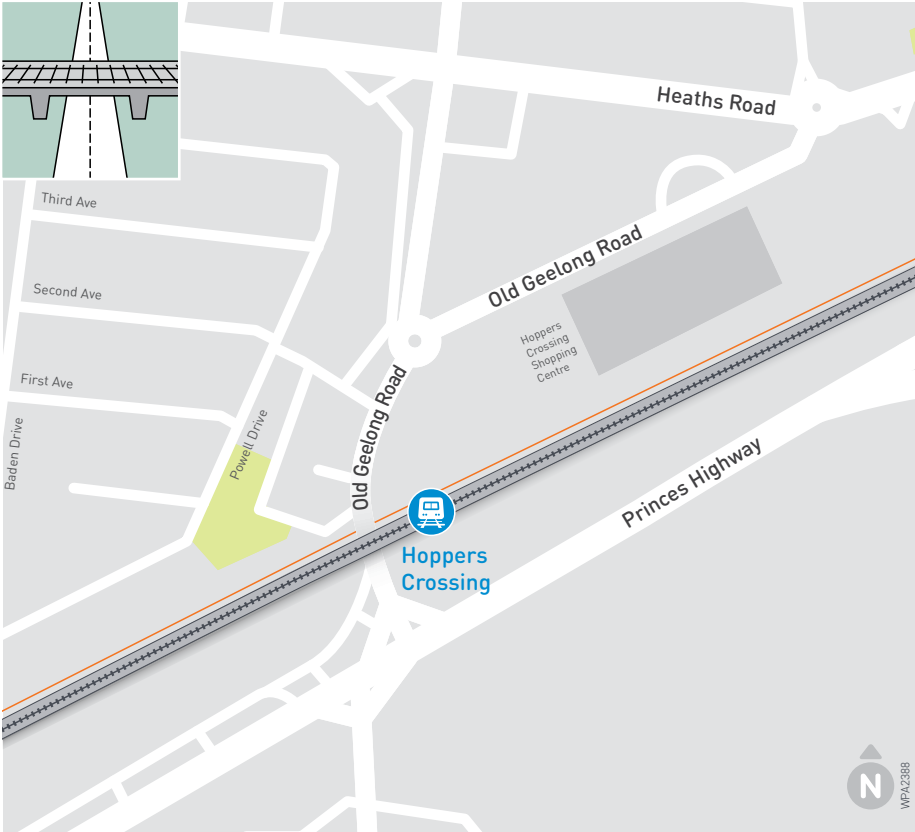 Heaths Road
Third Ave
Old Geelong Road
Second Ave
Hoppers
Crossing
Shopping
Centre
First Ave
Old Geelong Road
Powell Drive
Baden Drive
Princes Highway
Hoppers
Crossing
N
WPA2388